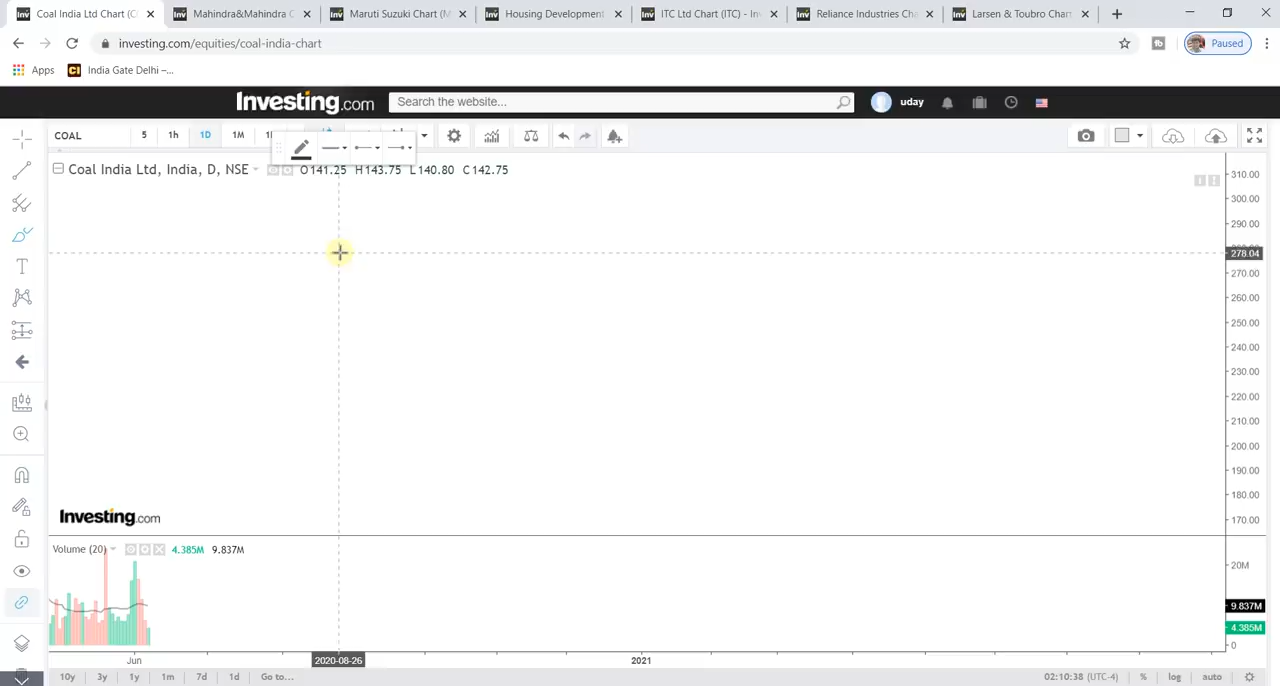 Coal India Ltd Chart (C
Mahindra&Mahindra C
Maruti Suzuki Chart (M
Housing Development
ITC Ltd Chart (ITC) - Inv
Reliance Industries Cha
Larsen & Toubro Chart
investing.com/equities/coal-india-chart
Paused
Apps
India Gate Delhi –...
Investing.com
Search the website...
uday
COAL
5
1h
1D
1M
Coal India Ltd, India, D, NSE
O141.25 H143.75 L140.80 C142.75
310.00
300.00
290.00
278.04
270.00
260.00
250.00
240.00
230.00
220.00
210.00
200.00
190.00
180.00
170.00
Investing.com
Volume (20)
4.385M 9.837M
20M
9.837M
4.385M
0
Jun
2020-08-26
2021
10y 3y 1y 1m 7d 1d Go to...
02:10:38 (UTC-4) % log auto